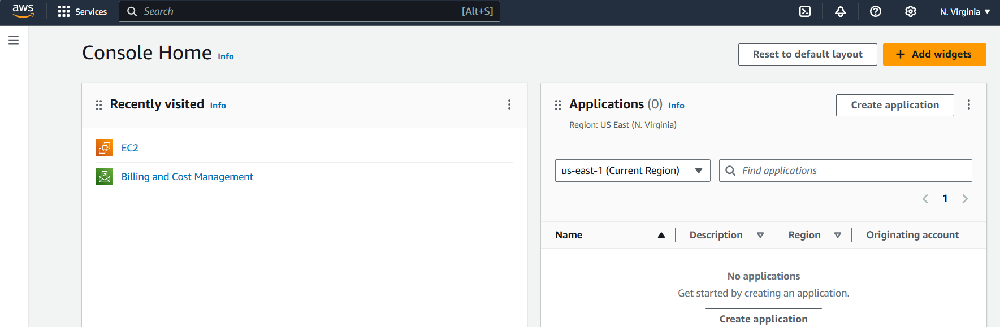 aws Services Search [Alt+S] N. Virginia
Console Home Info
Reset to default layout
+ Add widgets
Recently visited Info
EC2
Billing and Cost Management
Applications (0) Info
Create application
Region: US East (N. Virginia)
us-east-1 (Current Region)
Find applications
1
Name Description Region Originating account
No applications
Get started by creating an application.
Create application